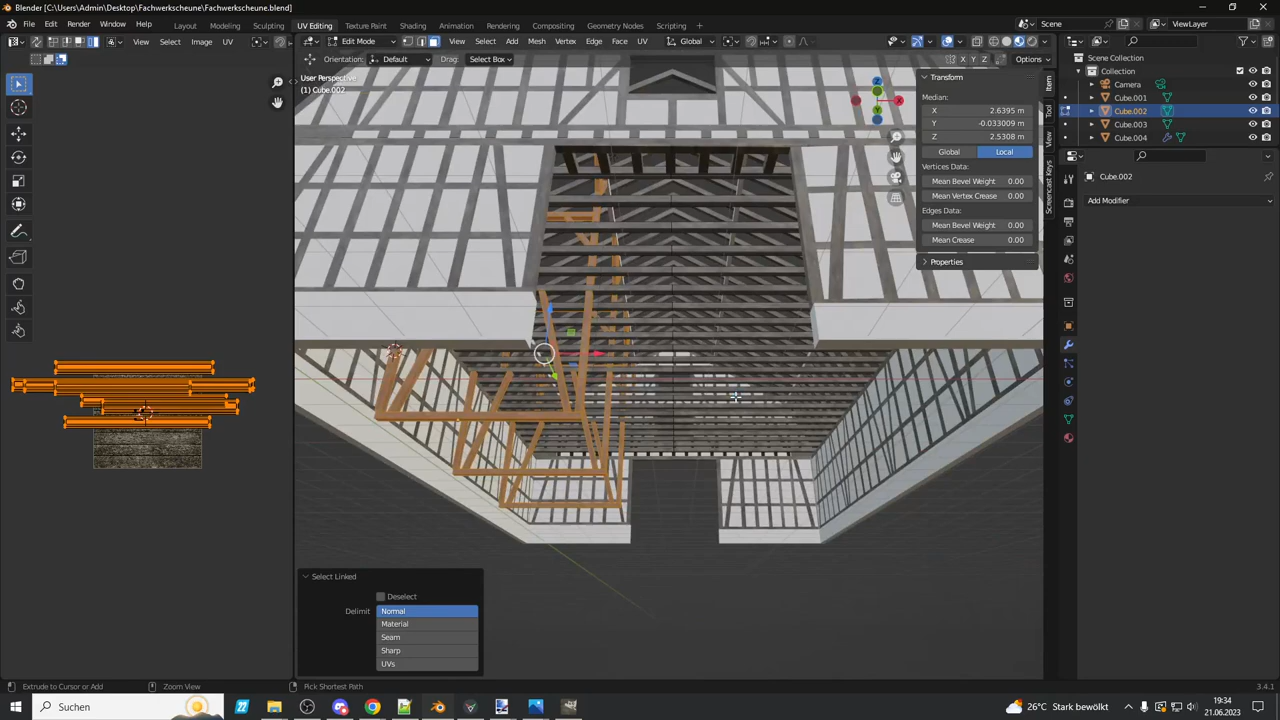 Blender [C:\Users\Admin\Desktop\Fachwerkscheune\Fachwerkscheune.blend]
File Edit Render Window Help Layout Modeling Sculpting UV Editing Texture Paint Shading Animation Rendering Compositing Geometry Nodes Scripting + Scene ViewLayer
View Select Image UV Edit Mode View Select Add Mesh Vertex Edge Face UV Global
Orientation: Default Drag: Select Box X Y Z Options
Scene Collection
Collection
Camera
Cube.001
Cube.002
Cube.003
Cube.004
User Perspective
(1) Cube.002
Transform
Median:
X 2.6395 m
Y -0.033009 m
Z 2.5308 m
Global Local
Vertices Data:
Mean Bevel Weight 0.00
Mean Vertex Crease 0.00
Edges Data:
Mean Bevel Weight 0.00
Mean Crease 0.00
Properties
Item
Tool
View
Screencast Keys
Z
X
Y
Cube.002
Add Modifier
Select Linked
Deselect
Delimit Normal
Material
Seam
Sharp
UVs
Extrude to Cursor or Add Zoom View Pick Shortest Path 3.4.1
Suchen 26°C Stark bewölkt 19:34
21.06.2023